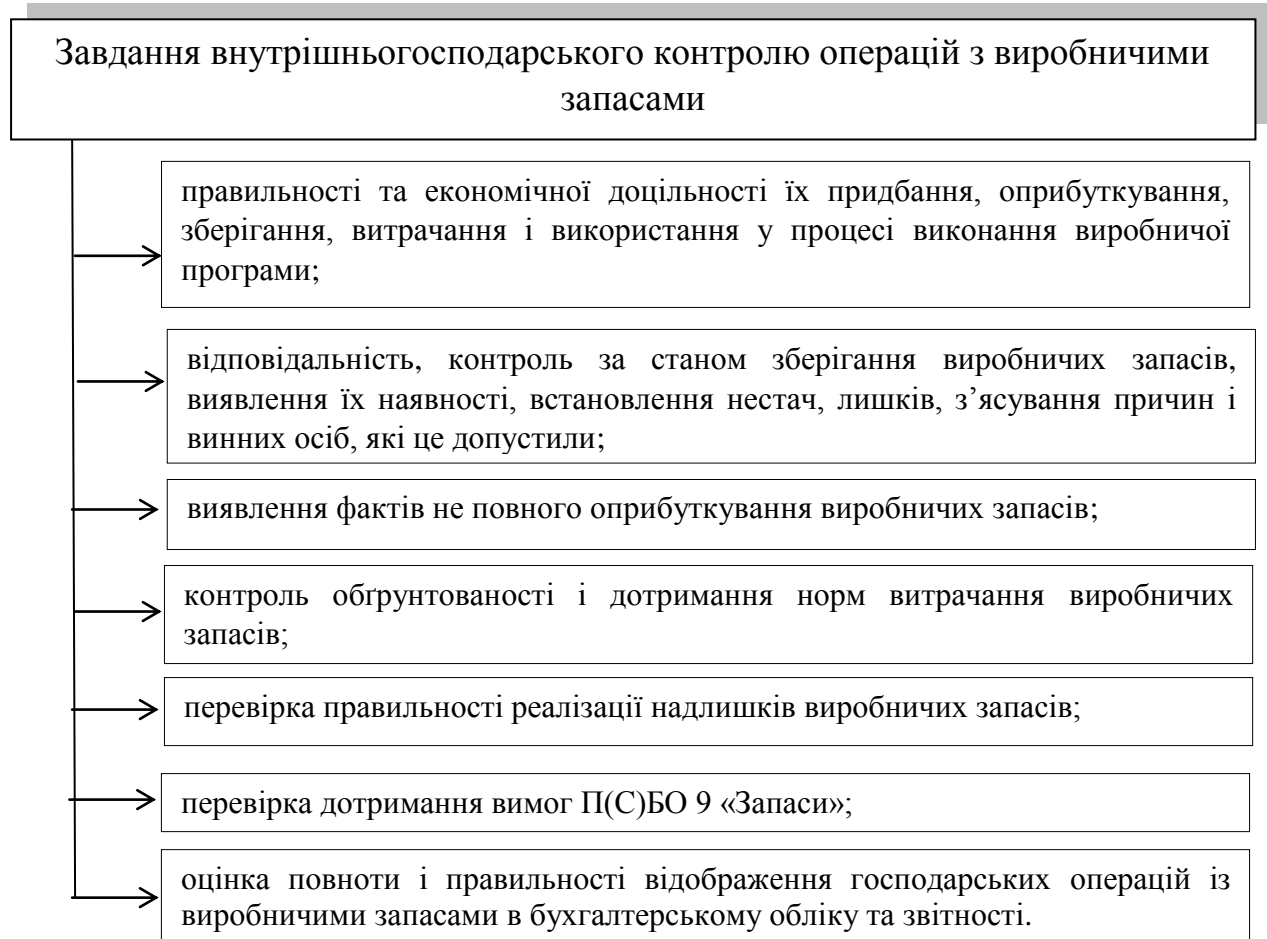 Завдання внутрішньогосподарського контролю операцій з виробничими
запасами
правильності та економічної доцільності їх придбання, оприбуткування,
зберігання, витрачання і використання у процесі виконання виробничої
програми;
відповідальність, контроль за станом зберігання виробничих запасів,
виявлення їх наявності, встановлення нестач, лишків, з’ясування причин і
винних осіб, які це допустили;
виявлення фактів не повного оприбуткування виробничих запасів;
контроль обґрунтованості і дотримання норм витрачання виробничих
запасів;
перевірка правильності реалізації надлишків виробничих запасів;
перевірка дотримання вимог П(С)БО 9 «Запаси»;
оцінка повноти і правильності відображення господарських операцій із
виробничими запасами в бухгалтерському обліку та звітності.